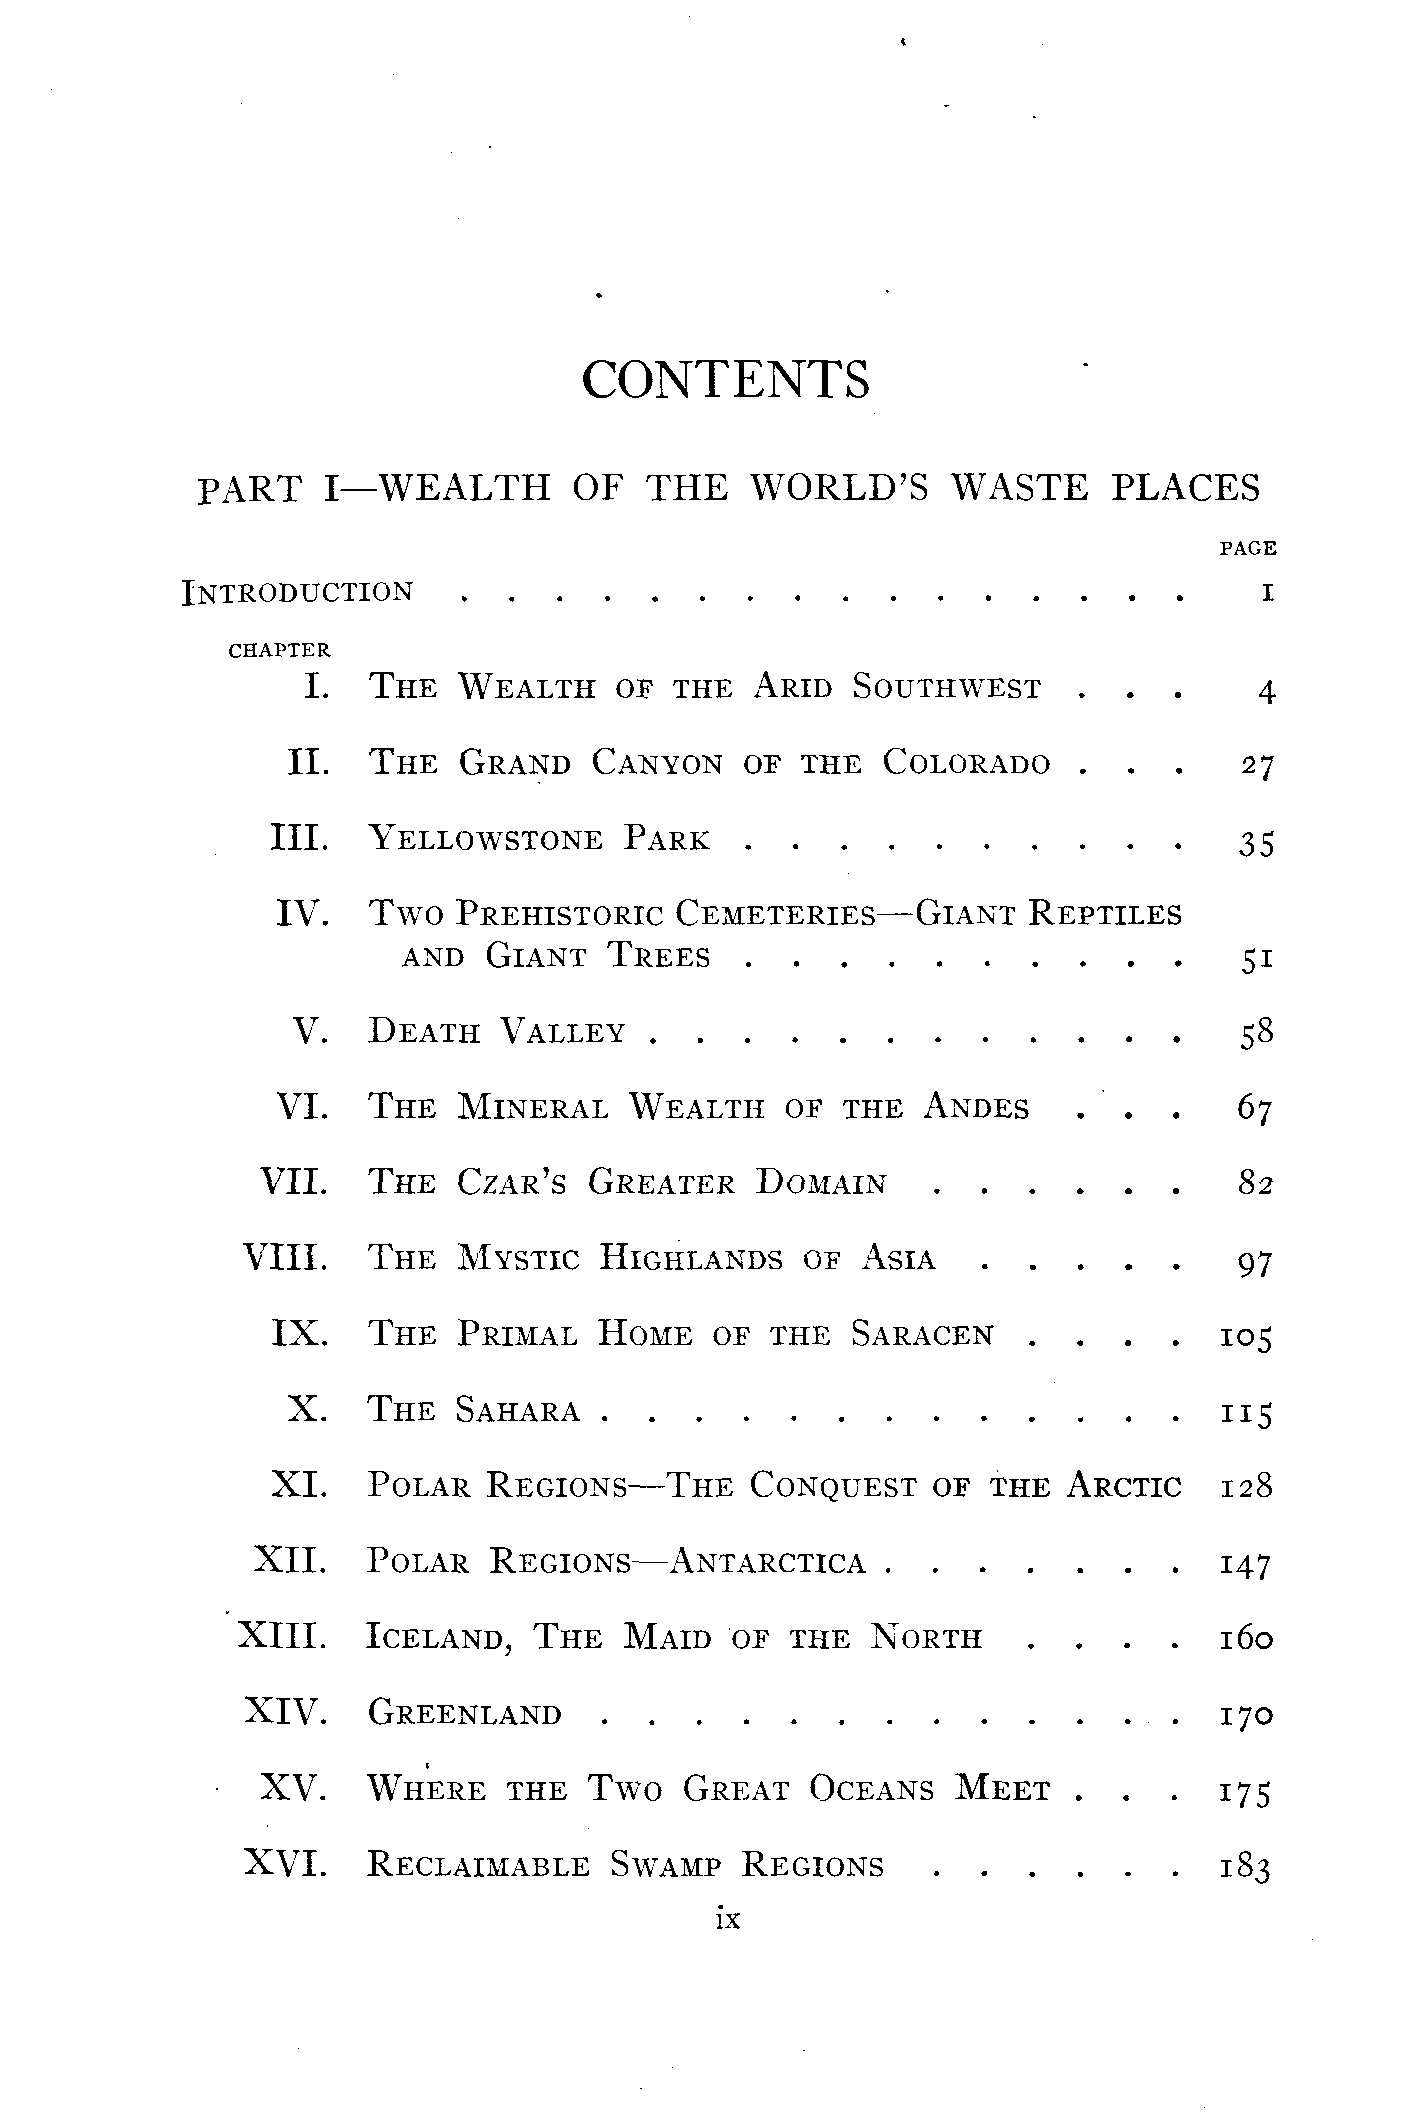 CONTENTS
PART I—WEALTH OF THE WORLD'S WASTE PLACES
PAGE
INTRODUCTION . . . . . . . . . . . . . . . . 1
CHAPTER
I. THE WEALTH OF THE ARID SOUTHWEST . . . 4
II. THE GRAND CANYON OF THE COLORADO . . . 27
III. YELLOWSTONE PARK . . . . . . . . . . 35
IV. TWO PREHISTORIC CEMETERIES—GIANT REPTILES
AND GIANT TREES . . . . . . . . . . 51
V. DEATH VALLEY . . . . . . . . . . . . 58
VI. THE MINERAL WEALTH OF THE ANDES . . . 67
VII. THE CZAR'S GREATER DOMAIN . . . . . . 82
VIII. THE MYSTIC HIGHLANDS OF ASIA . . . . . 97
IX. THE PRIMAL HOME OF THE SARACEN . . . . 105
X. THE SAHARA . . . . . . . . . . . . . 115
XI. POLAR REGIONS—THE CONQUEST OF THE ARCTIC 128
XII. POLAR REGIONS—ANTARCTICA . . . . . . . 147
XIII. ICELAND, THE MAID OF THE NORTH . . . . 160
XIV. GREENLAND . . . . . . . . . . . . . 170
XV. WHERE THE TWO GREAT OCEANS MEET . . . 175
XVI. RECLAIMABLE SWAMP REGIONS . . . . . . 183
ix